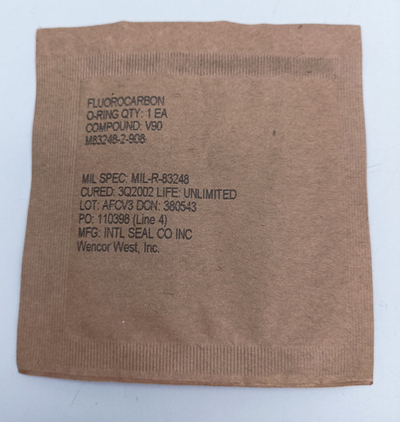 FLUOROCARBON
O-RING QTY: 1 EA
COMPOUND: V90
M83248-2-908
MIL SPEC: MIL-R-83248
CURED: 3Q2002 LIFE: UNLIMITED
LOT: AFCV3 DCN: 380543
PO: 110398 (Line 4)
MFG: INTL SEAL CO INC
Wencor West, Inc.